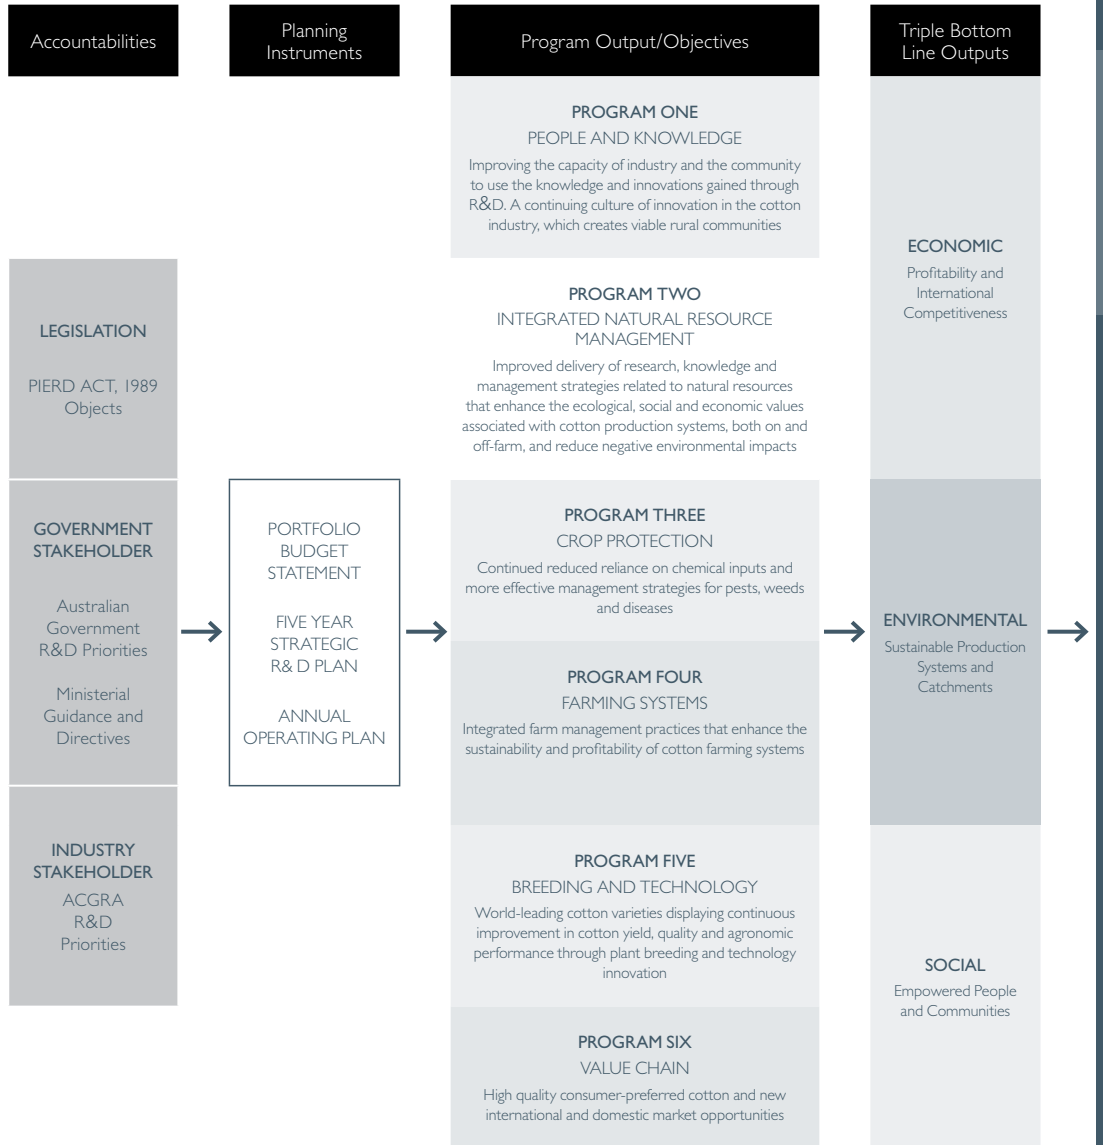 Accountabilities
Planning
Instruments
Program Output/Objectives
Triple Bottom
Line Outputs
LEGISLATION
PIERD ACT, 1989
Objects
GOVERNMENT
STAKEHOLDER
Australian
Government
R&D Priorities
Ministerial
Guidance and
Directives
INDUSTRY
STAKEHOLDER
ACGRA
R&D
Priorities
PORTFOLIO
BUDGET
STATEMENT
FIVE YEAR
STRATEGIC
R& D PLAN
ANNUAL
OPERATING PLAN
PROGRAM ONE
PEOPLE AND KNOWLEDGE
Improving the capacity of industry and the community
to use the knowledge and innovations gained through
R&D. A continuing culture of innovation in the cotton
industry, which creates viable rural communities
PROGRAM TWO
INTEGRATED NATURAL RESOURCE
MANAGEMENT
Improved delivery of research, knowledge and
management strategies related to natural resources
that enhance the ecological, social and economic values
associated with cotton production systems, both on and
off-farm, and reduce negative environmental impacts
PROGRAM THREE
CROP PROTECTION
Continued reduced reliance on chemical inputs and
more effective management strategies for pests, weeds
and diseases
PROGRAM FOUR
FARMING SYSTEMS
Integrated farm management practices that enhance the
sustainability and profitability of cotton farming systems
PROGRAM FIVE
BREEDING AND TECHNOLOGY
World-leading cotton varieties displaying continuous
improvement in cotton yield, quality and agronomic
performance through plant breeding and technology
innovation
PROGRAM SIX
VALUE CHAIN
High quality consumer-preferred cotton and new
international and domestic market opportunities
ECONOMIC
Profitability and
International
Competitiveness
ENVIRONMENTAL
Sustainable Production
Systems and
Catchments
SOCIAL
Empowered People
and Communities